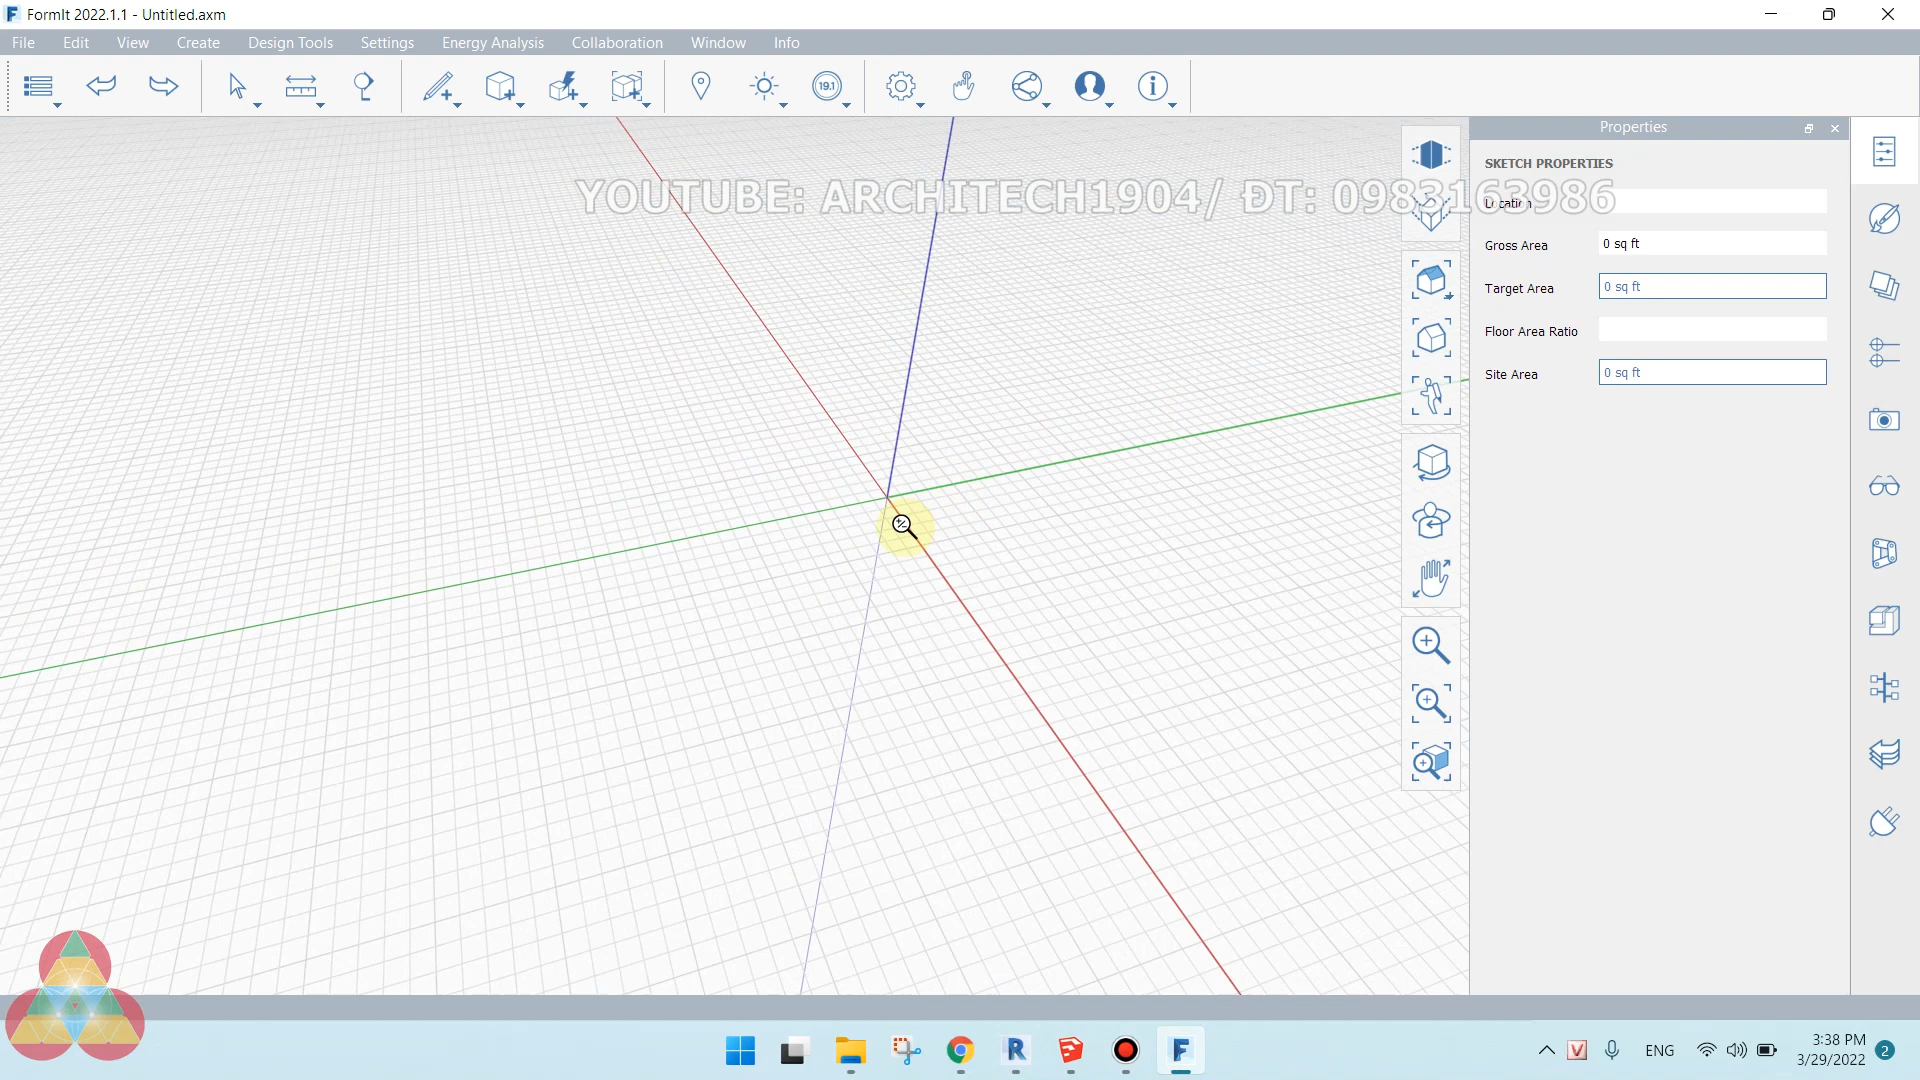 FormIt 2022.1.1 - Untitled.axm
File Edit View Create Design Tools Settings Energy Analysis Collaboration Window Info
19.1
Properties
SKETCH PROPERTIES
YOUTUBE: ARCHITECH1904/ ĐT: 0983163986
Location
Gross Area 0 sq ft
Target Area 0 sq ft
Floor Area Ratio
Site Area 0 sq ft
ENG
3:38 PM
3/29/2022
2